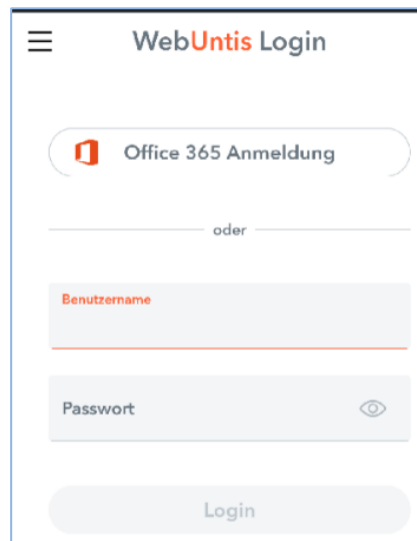 WebUntis Login
Office 365 Anmeldung
oder
Benutzername
Passwort
Login